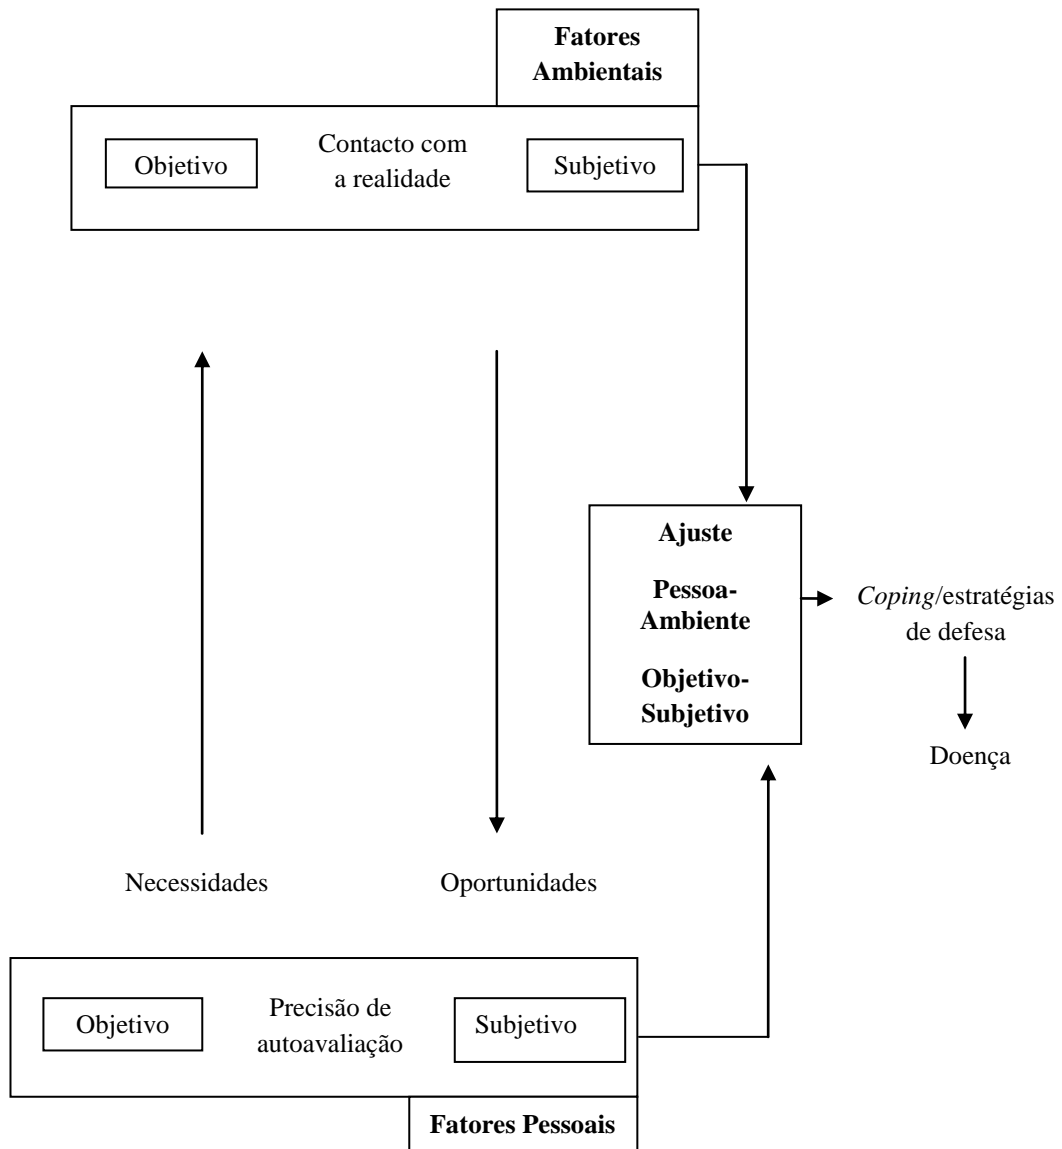 Fatores
Ambientais
Objetivo
Contacto com
a realidade
Subjetivo
Ajuste
Pessoa-
Ambiente
Objetivo-
Subjetivo
Coping/estratégias
de defesa
Doença
Necessidades
Oportunidades
Objetivo
Precisão de
autoavaliação
Subjetivo
Fatores Pessoais